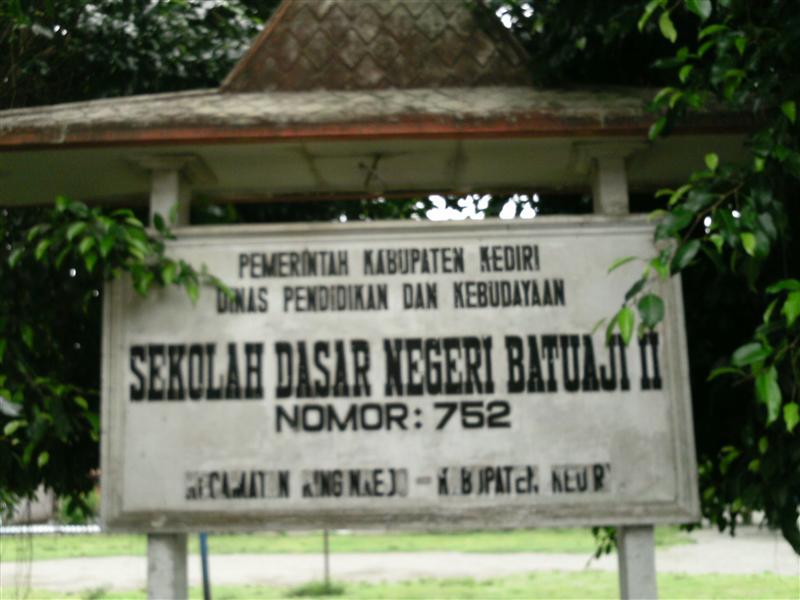 PEMERINTAH KABUPATEN KEDIRI
DINAS PENDIDIKAN DAN KEBUDAYAAN
SEKOLAH DASAR NEGERI BATUAJI II
NOMOR: 752
KECAMATAN RINGINREJO - KABUPATEN KEDIRI